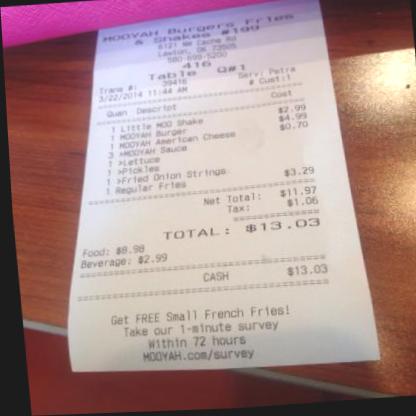 MOOYAH Burgers Fries
& Shakes #199
6121 NW Cache Rd
Lawton, OK 73505
580-699-5200
416
Table Q#1
Trans #: 39416 Serv: Petra
3/22/2014 11:44 AM # Cust:1
Quan Descript Cost
1 Little MOO Shake $2.99
1 MOOYAH Burger $4.99
1 MOOYAH American Cheese $0.70
3 >MOOYAH Sauce
1 >Lettuce
1 >Pickles
1 >Fried Onion Strings
1 Regular Fries $3.29
Net Total: $11.97
Tax: $1.06
TOTAL: $13.03
Food: $8.98
Beverage: $2.99
CASH $13.03
Get FREE Small French Fries!
Take our 1-minute survey
Within 72 hours
MOOYAH.com/survey